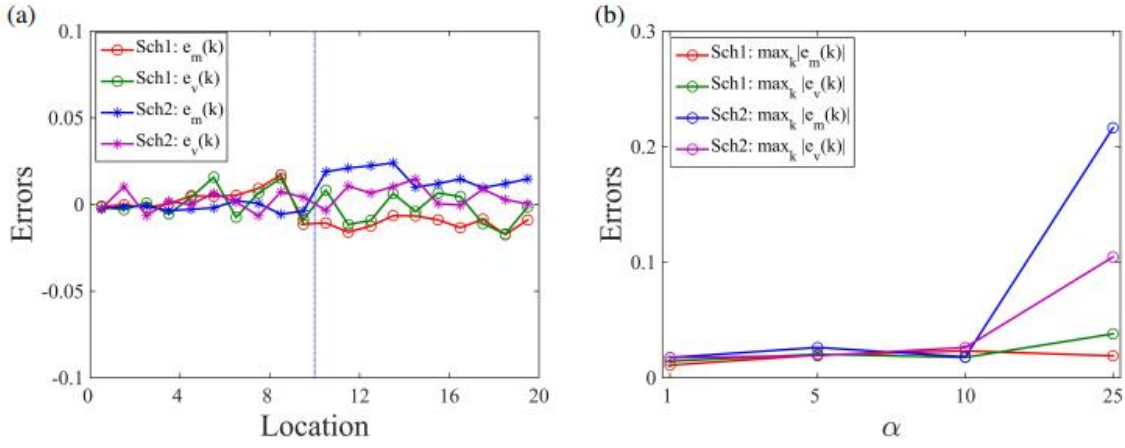 (a)
0.1
0.05
0
-0.05
-0.1
Errors
Sch1: e_m(k)
Sch1: e_v(k)
Sch2: e_m(k)
Sch2: e_v(k)
0 4 8 12 16 20
Location
(b)
0.3
0.2
0.1
0
Errors
Sch1: max_k|e_m(k)|
Sch1: max_k |e_v(k)|
Sch2: max_k |e_m(k)|
Sch2: max_k |e_v(k)|
1 5 10 25
α